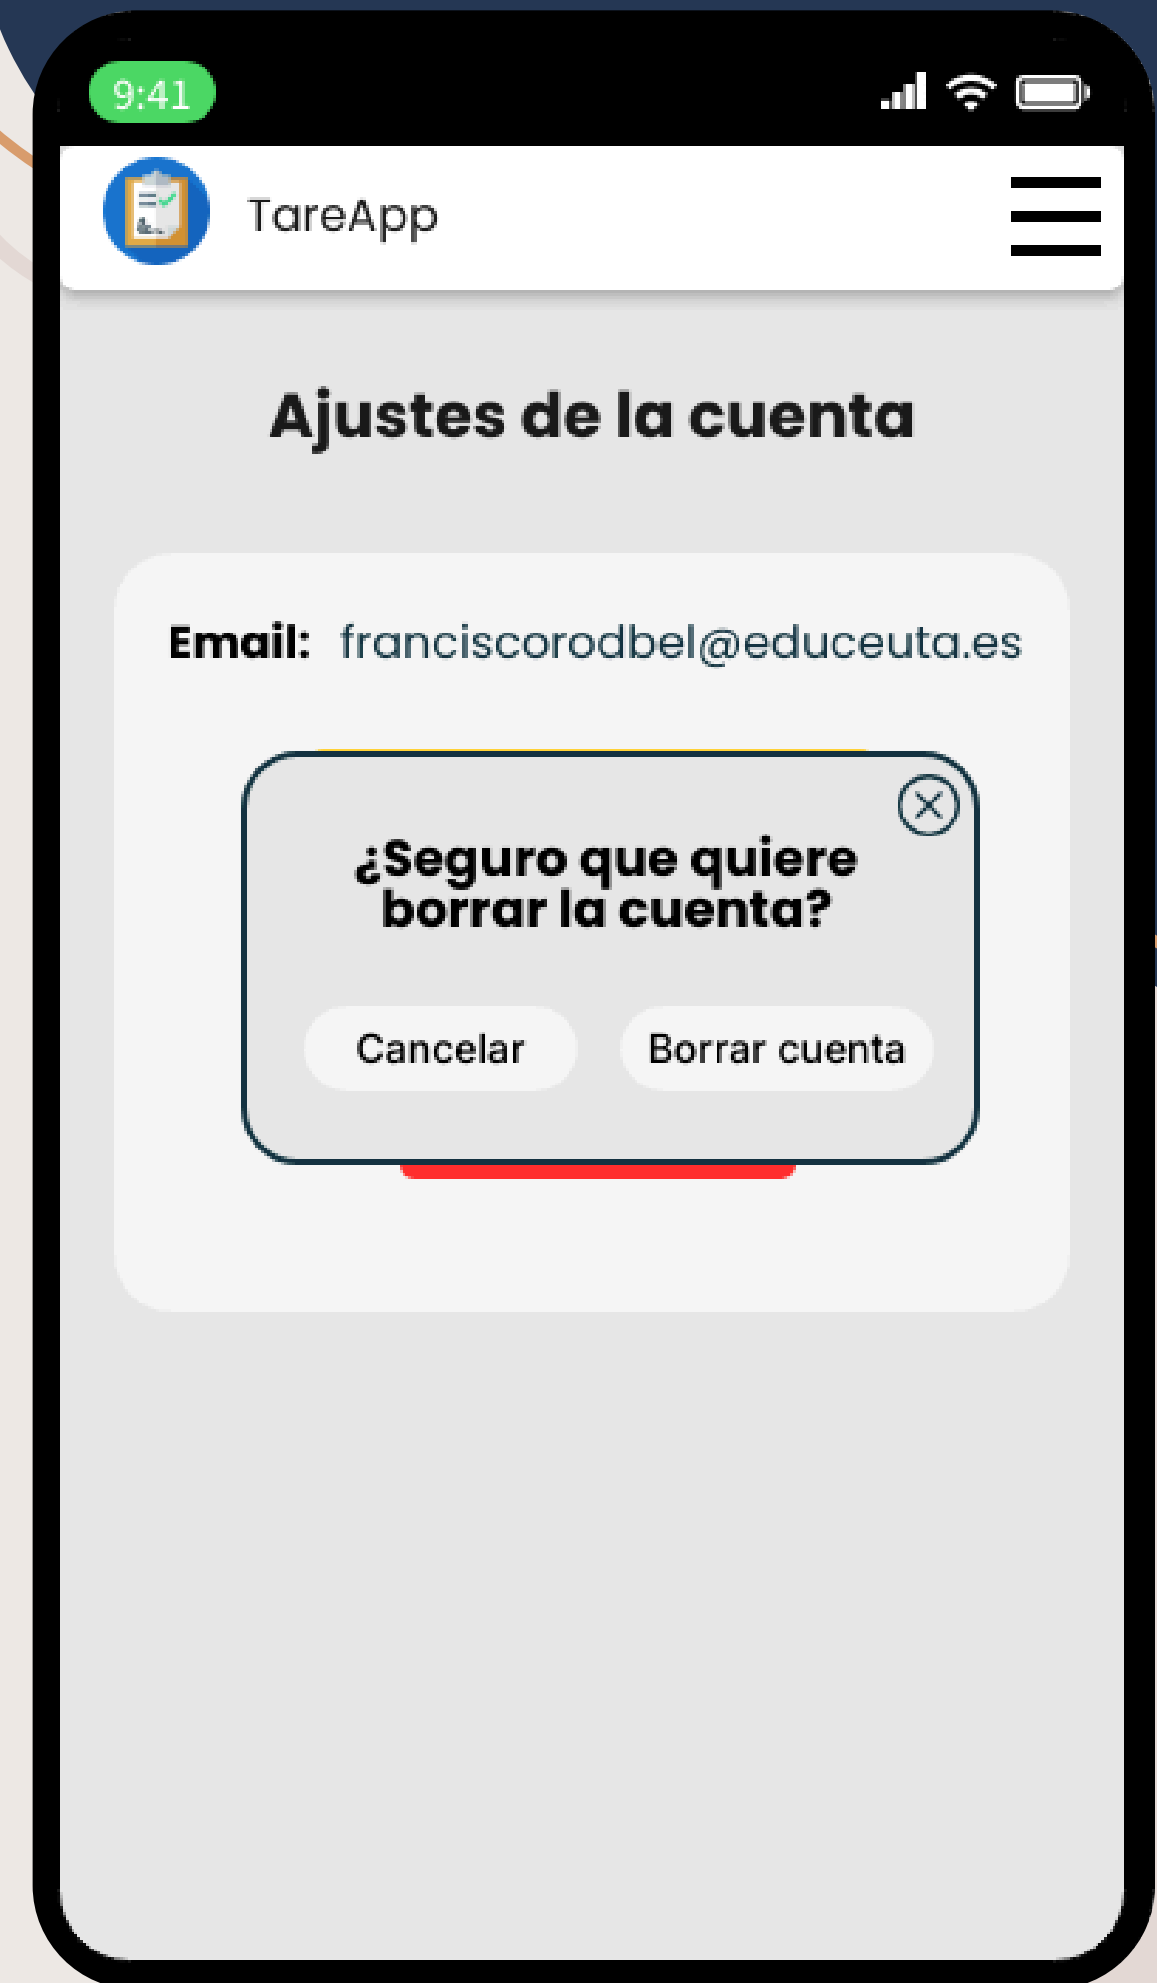 9:41
TareApp
Ajustes de la cuenta
Email: franciscorodbel@educeuta.es
¿Seguro que quiere
borrar la cuenta?
Cancelar Borrar cuenta